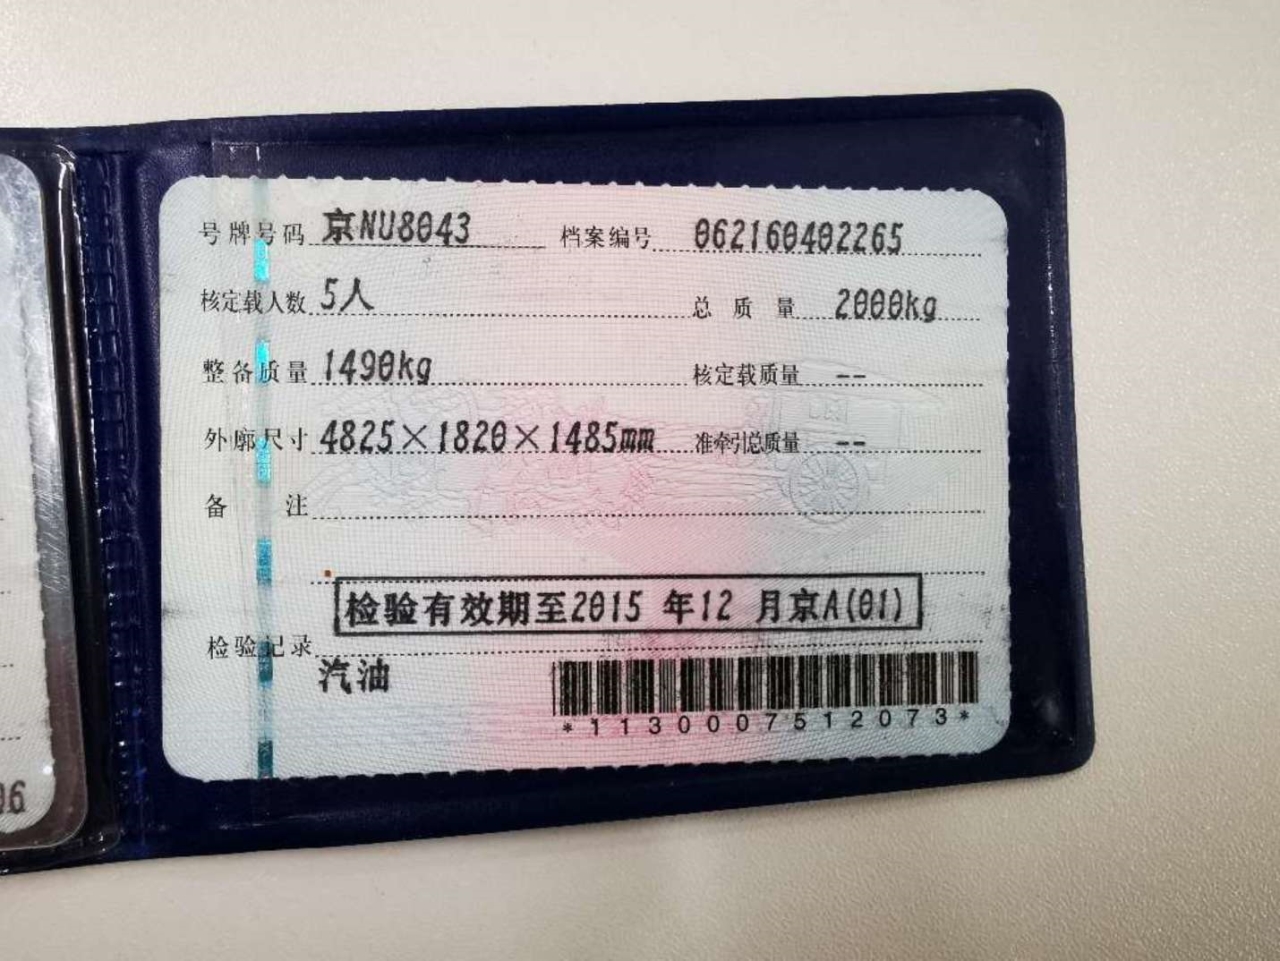 号牌号码 京NU8043 档案编号 062160402265
核定载人数 5人 总质量 2000kg
整备质量 1490kg 核定载质量 --
外廓尺寸 4825×1820×1485mm 准牵引总质量 --
备注
检验有效期至2015 年12 月京A(01)
检验记录
汽油
*1130007512073*
06